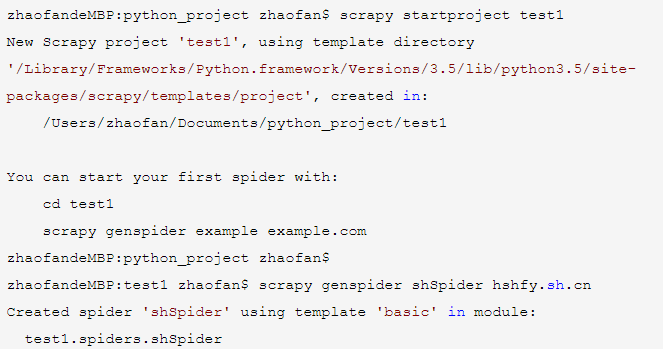 zhaofandeMBP:python_project zhaofan$ scrapy startproject test1
New Scrapy project 'test1', using template directory
'/Library/Frameworks/Python.framework/Versions/3.5/lib/python3.5/site-
packages/scrapy/templates/project', created in:
    /Users/zhaofan/Documents/python_project/test1

You can start your first spider with:
    cd test1
    scrapy genspider example example.com
zhaofandeMBP:python_project zhaofan$
zhaofandeMBP:test1 zhaofan$ scrapy genspider shSpider hshfy.sh.cn
Created spider 'shSpider' using template 'basic' in module:
  test1.spiders.shSpider